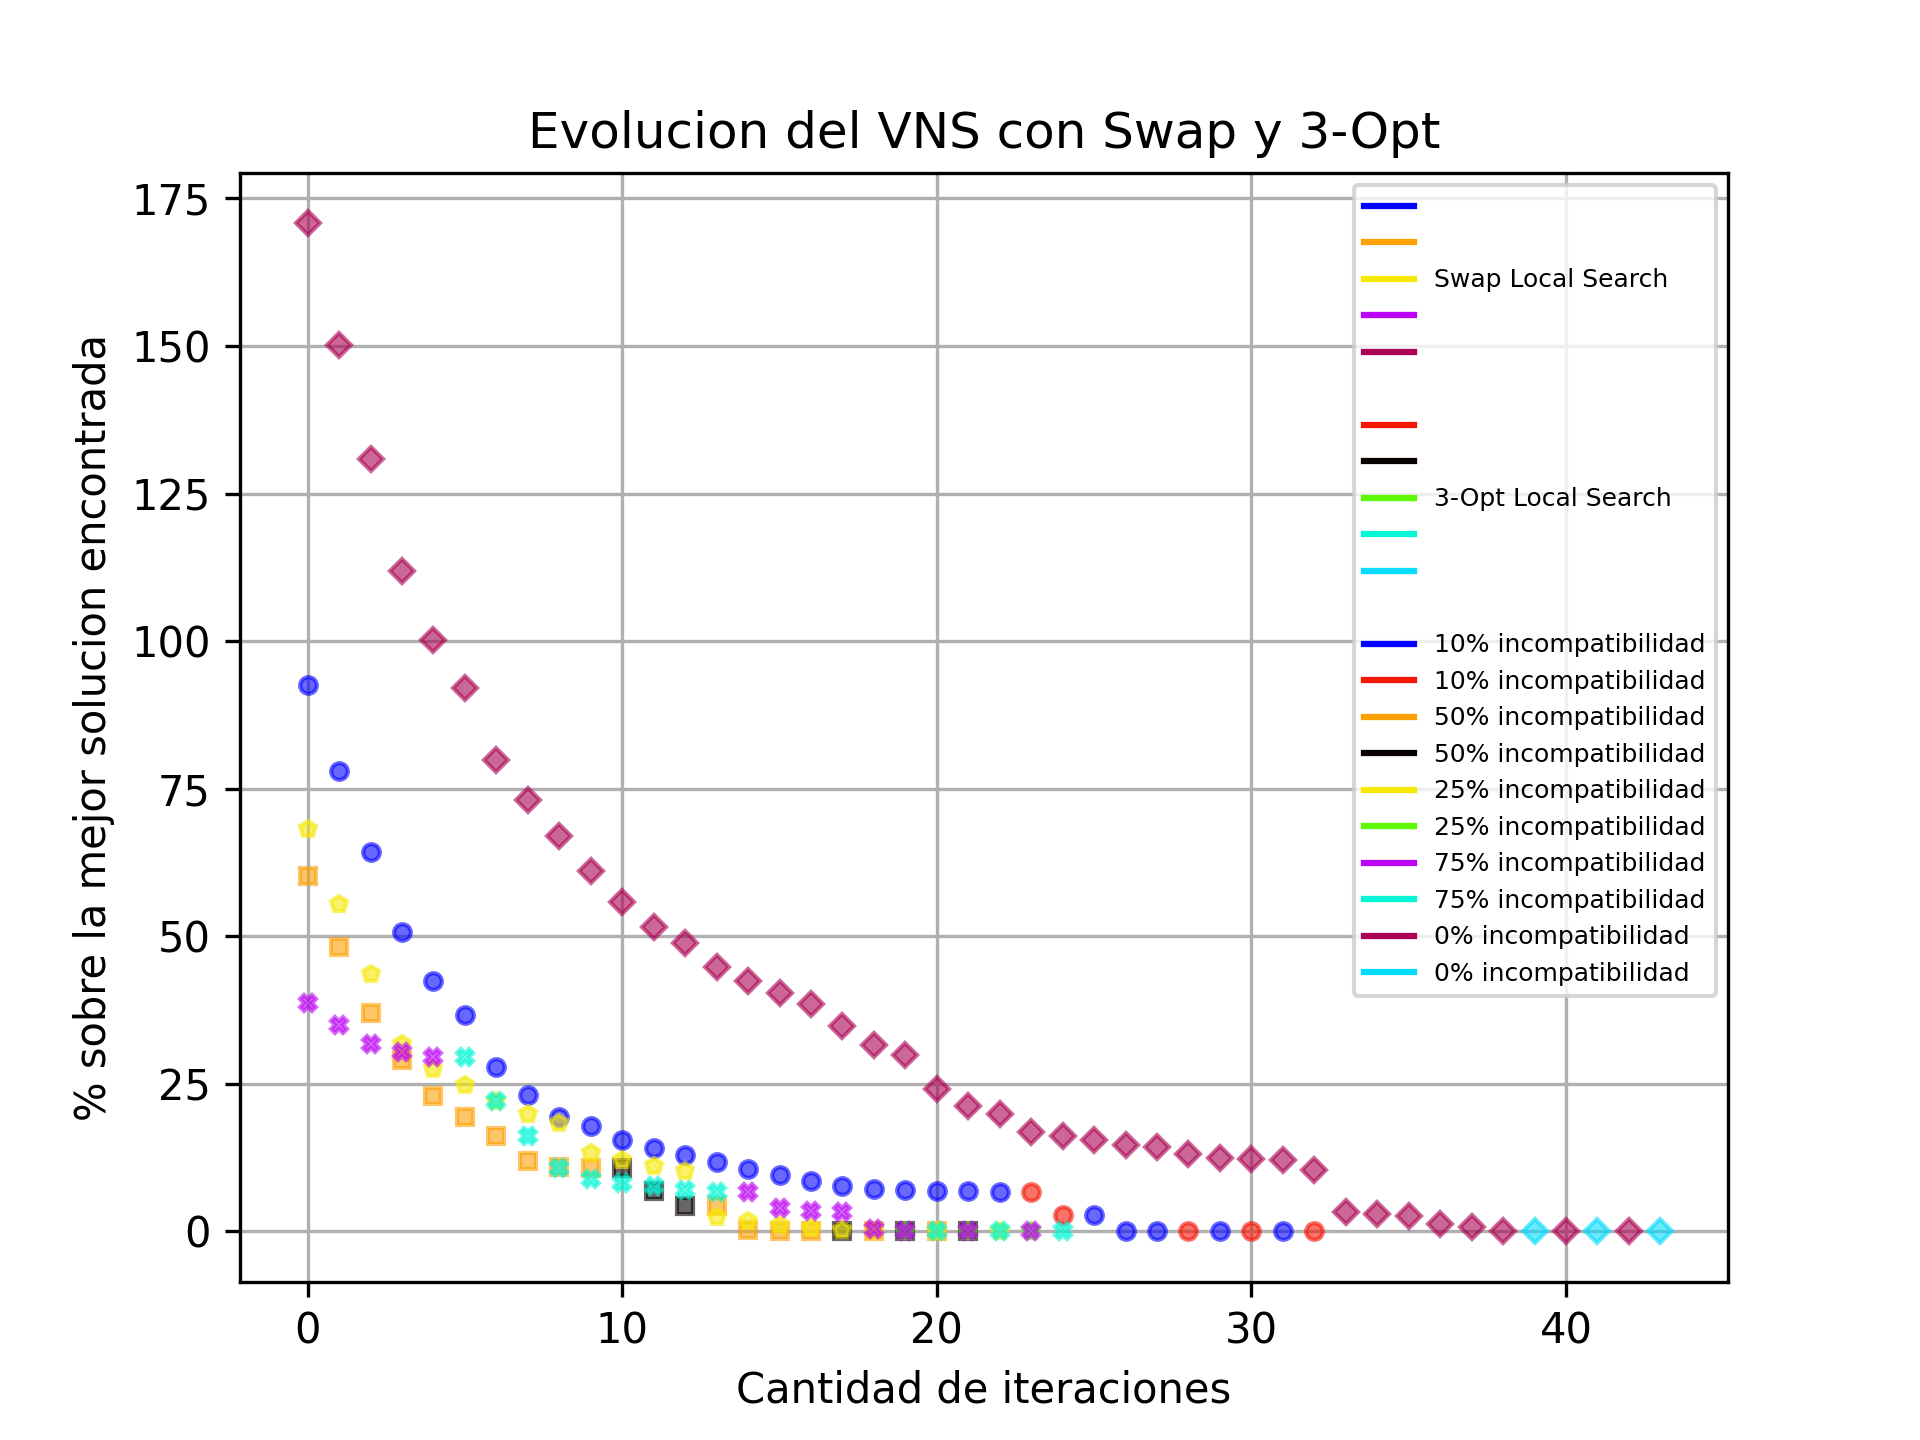 Evolucion del VNS con Swap y 3-Opt
% sobre la mejor solucion encontrada
175
150
125
100
75
50
25
0
Swap Local Search
3-Opt Local Search
10% incompatibilidad
10% incompatibilidad
50% incompatibilidad
50% incompatibilidad
25% incompatibilidad
25% incompatibilidad
75% incompatibilidad
75% incompatibilidad
0% incompatibilidad
0% incompatibilidad
0 10 20 30 40
Cantidad de iteraciones